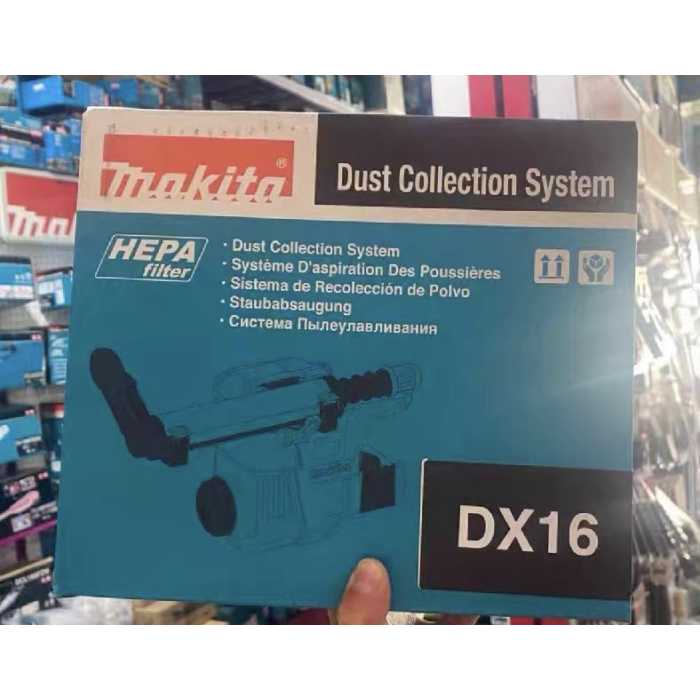 makita®
Dust Collection System
HEPA
filter
· Dust Collection System
· Système D'aspiration Des Poussières
· Sistema de Recolección de Polvo
· Staubabsaugung
· Система Пылеулавливания
DX16
makita